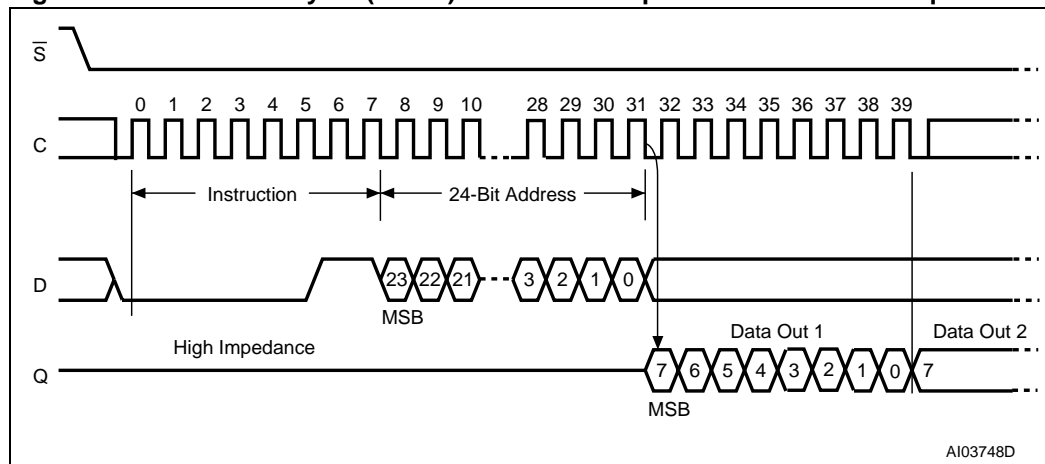 S
0 1 2 3 4 5 6 7 8 9 10 28 29 30 31 32 33 34 35 36 37 38 39
C
Instruction 24-Bit Address
D
23 22 21 3 2 1 0
MSB
High Impedance
Data Out 1 Data Out 2
Q
7 6 5 4 3 2 1 0 7
MSB
AI03748D